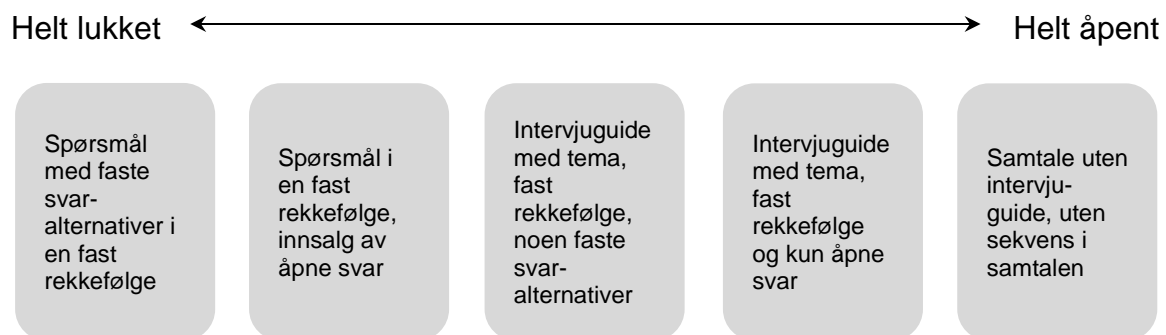 Helt lukket
Helt åpent
Spørsmål
med faste
svar-
alternativer i
en fast
rekkefølge
Spørsmål i
en fast
rekkefølge,
innsalg av
åpne svar
Intervjuguide
med tema,
fast
rekkefølge,
noen faste
svar-
alternativer
Intervjuguide
med tema,
fast
rekkefølge
og kun åpne
svar
Samtale uten
intervju-
guide, uten
sekvens i
samtalen